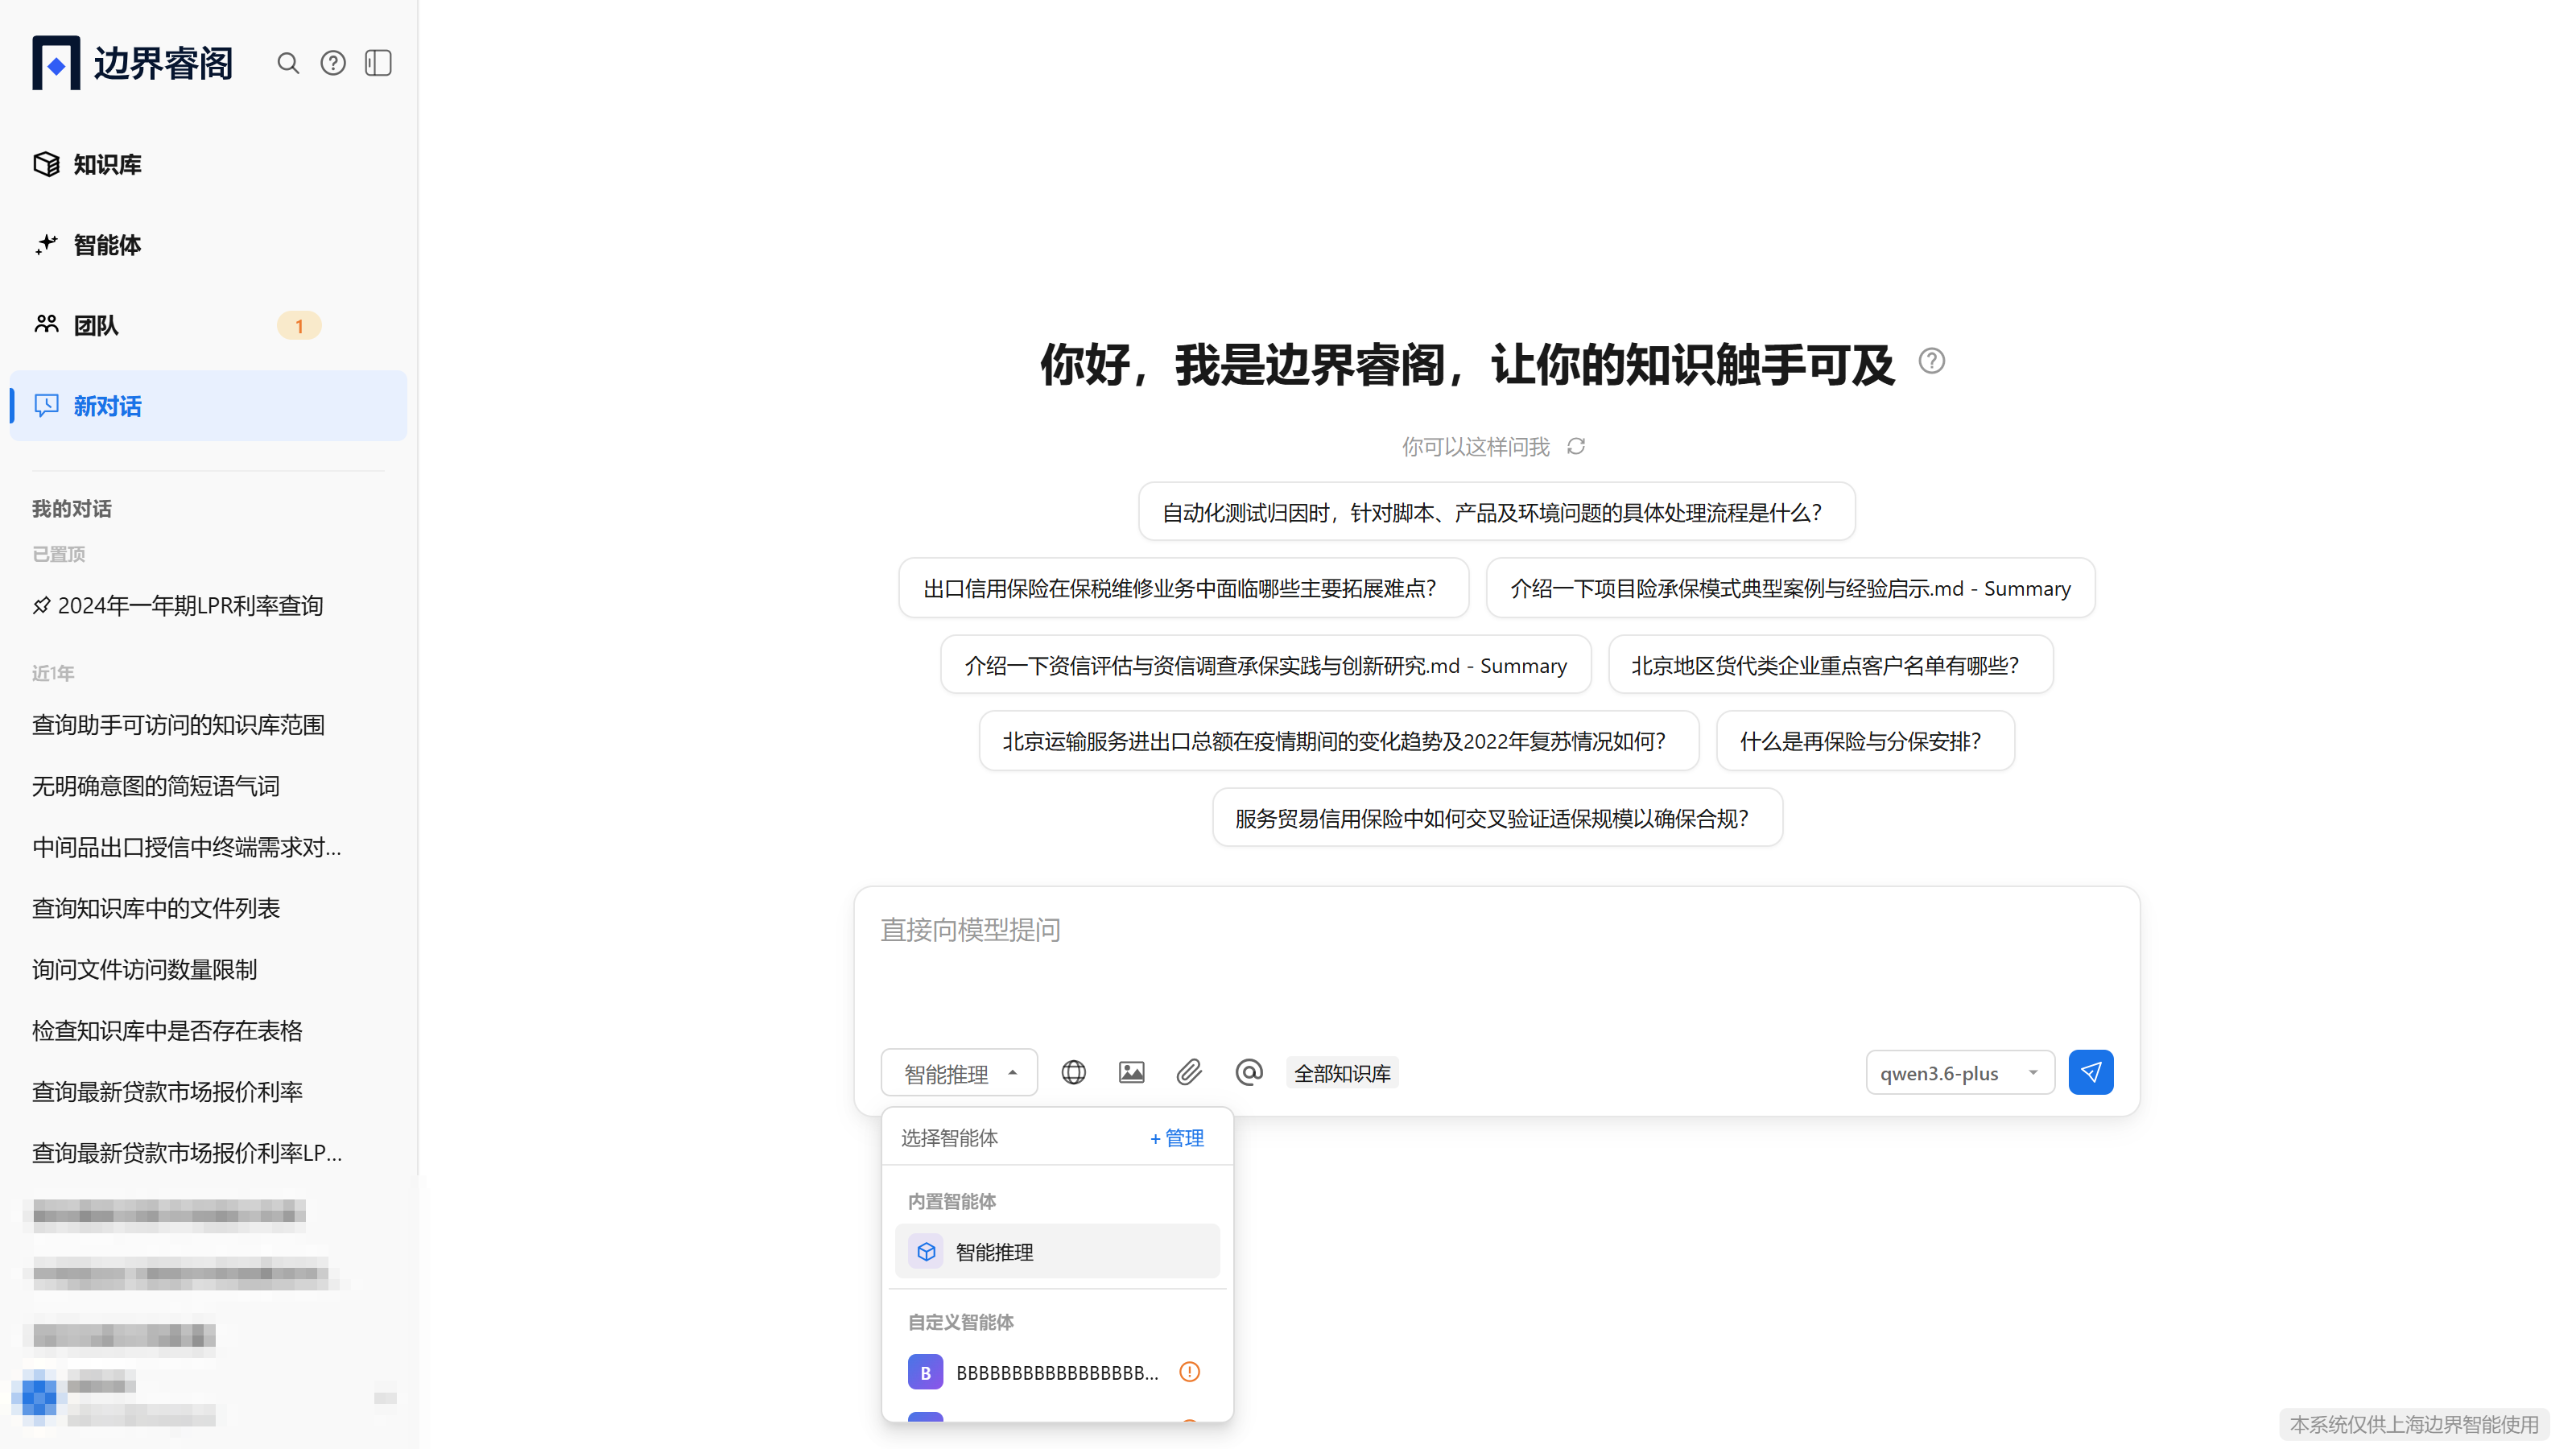 边界睿阁
知识库
智能体
团队
1
新对话
我的对话
已置顶
2024年一年期LPR利率查询
近1年
查询助手可访问的知识库范围
无明确意图的简短语气词
中间品出口授信中终端需求对...
查询知识库中的文件列表
询问文件访问数量限制
检查知识库中是否存在表格
查询最新贷款市场报价利率
查询最新贷款市场报价利率LP...
你好，我是边界睿阁，让你的知识触手可及
你可以这样问我
自动化测试归因时，针对脚本、产品及环境问题的具体处理流程是什么？
出口信用保险在保税维修业务中面临哪些主要拓展难点？
介绍一下项目险承保模式典型案例与经验启示.md - Summary
介绍一下资信评估与资信调查承保实践与创新研究.md - Summary
北京地区货代类企业重点客户名单有哪些？
北京运输服务进出口总额在疫情期间的变化趋势及2022年复苏情况如何？
什么是再保险与分保安排？
服务贸易信用保险中如何交叉验证适保规模以确保合规？
直接向模型提问
智能推理
全部知识库
qwen3.6-plus
选择智能体
+ 管理
内置智能体
智能推理
自定义智能体
B
BBBBBBBBBBBBBBBBB...
本系统仅供上海边界智能使用